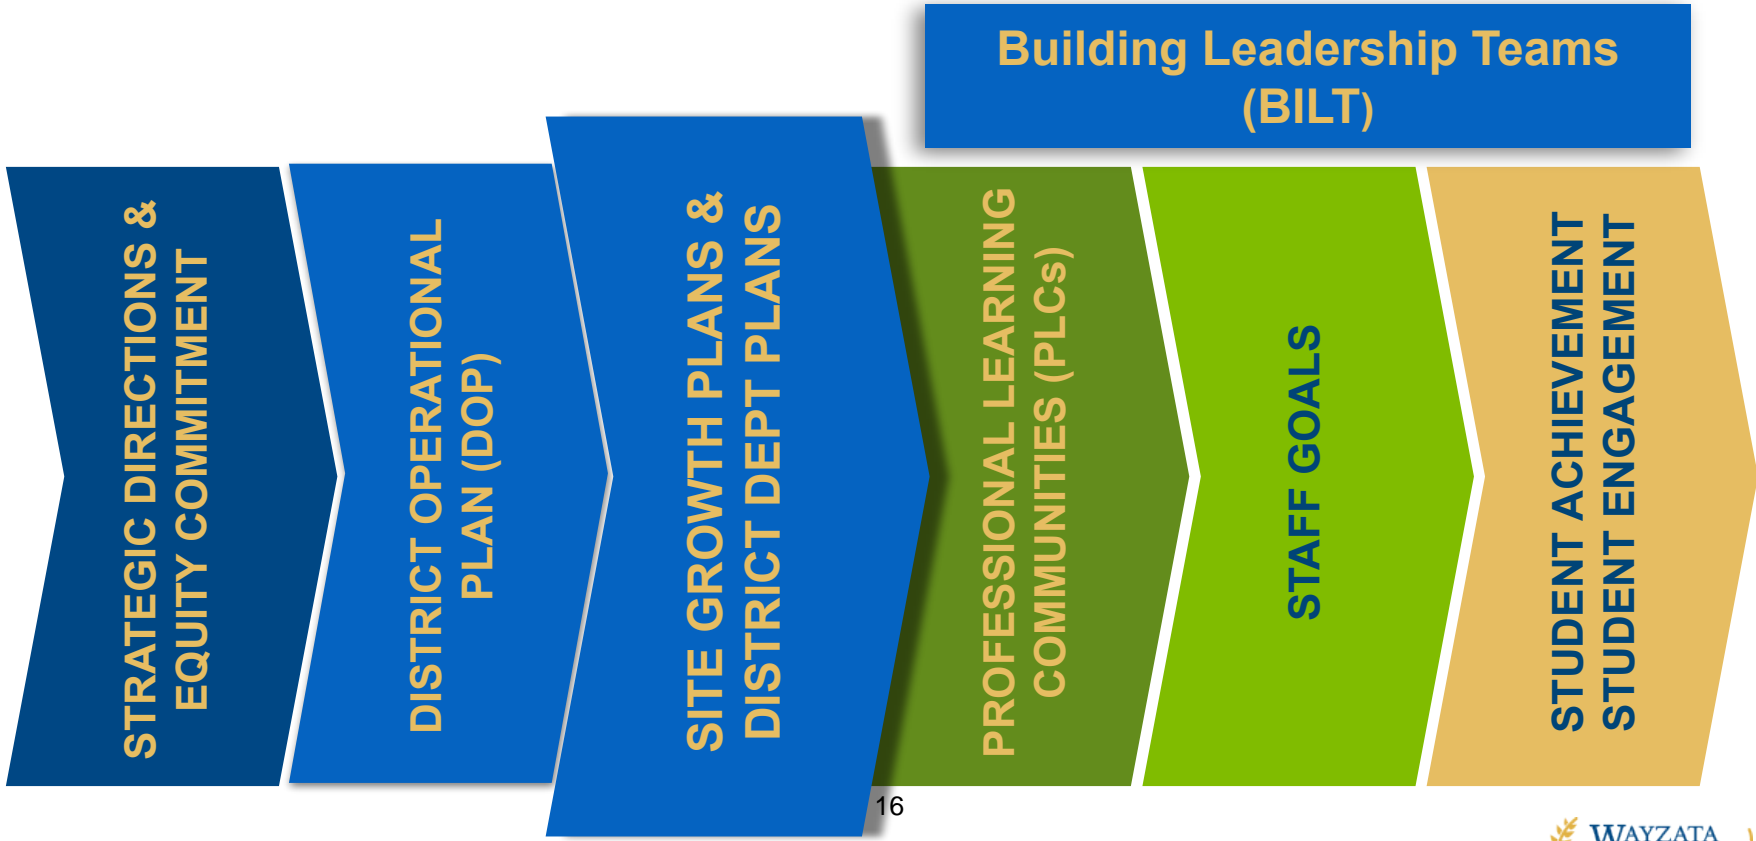 Building Leadership Teams
(BILT)
STRATEGIC DIRECTIONS &
EQUITY COMMITMENT
DISTRICT OPERATIONAL
PLAN (DOP)
SITE GROWTH PLANS &
DISTRICT DEPT PLANS
PROFESSIONAL LEARNING
COMMUNITIES (PLCs)
STAFF GOALS
STUDENT ACHIEVEMENT
STUDENT ENGAGEMENT
16
WAYZATA